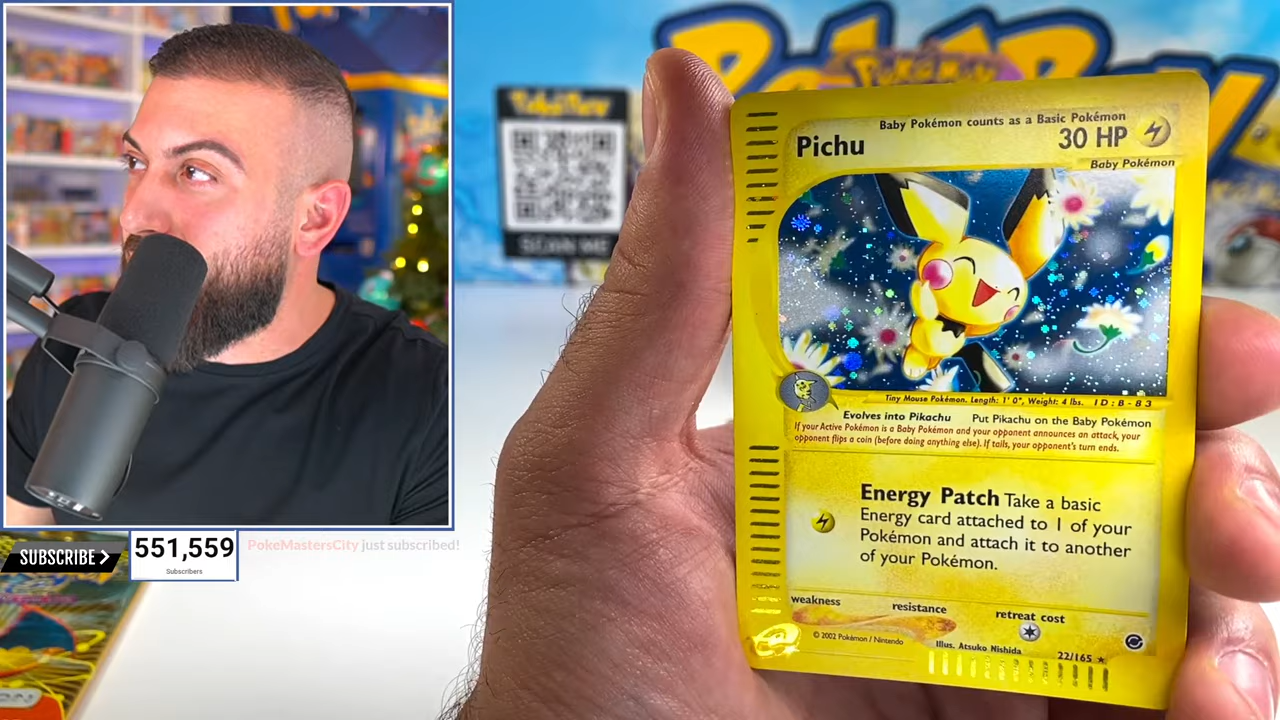 Pokémon
PokeRev
SCAN ME
Baby Pokémon counts as a Basic Pokémon
Pichu
30 HP
Baby Pokémon
Tiny Mouse Pokémon. Length: 1' 0", Weight: 4 lbs. ID: B-83
Evolves into Pikachu Put Pikachu on the Baby Pokémon
If your Active Pokémon is a Baby Pokémon and your opponent announces an attack, your
opponent flips a coin (before doing anything else). If tails, your opponent's turn ends.
Energy Patch Take a basic
Energy card attached to 1 of your
Pokémon and attach it to another
of your Pokémon.
weakness
resistance
retreat cost
© 2002 Pokémon / Nintendo
Illus. Atsuko Nishida
22/165 ★
SUBSCRIBE
551,559
Subscribers
PokeMastersCity just subscribed!